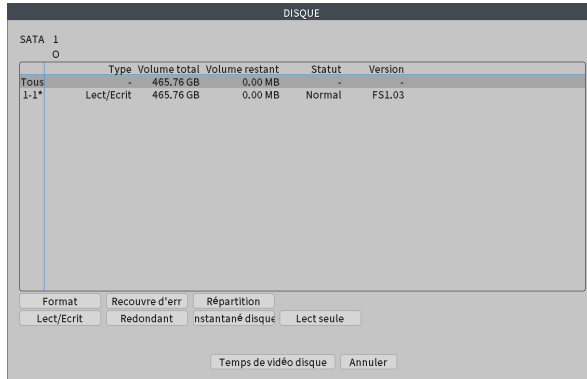 DISQUE
SATA 1
O
Type Volume total Volume restant Statut Version
Tous - 465.76 GB 0.00 MB - -
1-1* Lect/Ecrit 465.76 GB 0.00 MB Normal FS1.03
Format Recouvre d'err Répartition
Lect/Ecrit Redondant nstantané disque Lect seule
Temps de vidéo disque Annuler